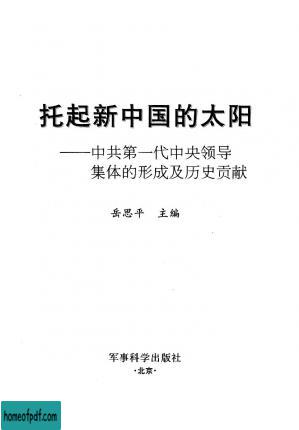 托起新中国的太阳
——中共第一代中央领导
集体的形成及历史贡献
岳思平 主编
军事科学出版社
·北京·
homeofpdf.com